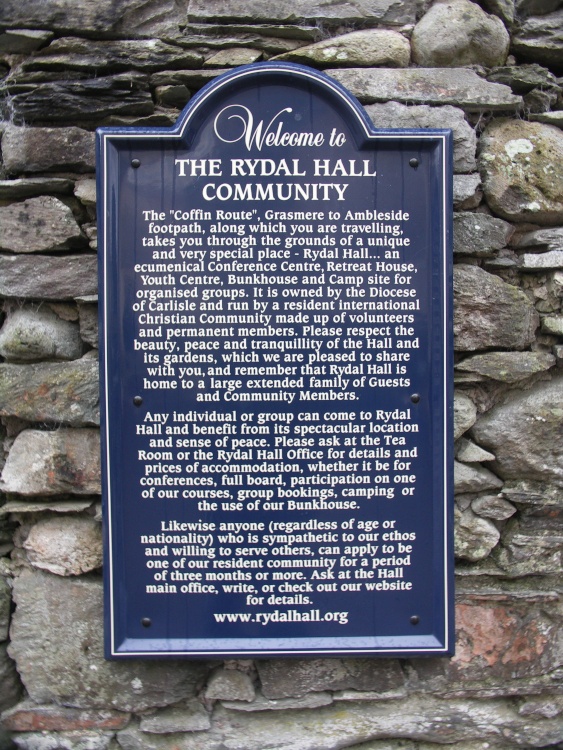 Welcome to
THE RYDAL HALL
COMMUNITY
The "Coffin Route", Grasmere to Ambleside
footpath, along which you are travelling,
takes you through the grounds of a unique
and very special place - Rydal Hall... an
ecumenical Conference Centre, Retreat House,
Youth Centre, Bunkhouse and Camp site for
organised groups. It is owned by the Diocese
of Carlisle and run by a resident international
Christian Community made up of volunteers
and permanent members. Please respect the
beauty, peace and tranquillity of the Hall and
its gardens, which we are pleased to share
with you, and remember that Rydal Hall is
home to a large extended family of Guests
and Community Members.
Any individual or group can come to Rydal
Hall and benefit from its spectacular location
and sense of peace. Please ask at the Tea
Room or the Rydal Hall Office for details and
prices of accommodation, whether it be for
conferences, full board, participation on one
of our courses, group bookings, camping or
the use of our Bunkhouse.
Likewise anyone (regardless of age or
nationality) who is sympathetic to our ethos
and willing to serve others, can apply to be
one of our resident community for a period
of three months or more. Ask at the Hall
main office, write, or check out our website
for details.
www.rydalhall.org